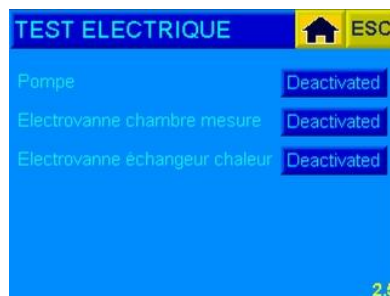 TEST ELECTRIQUE ESC
Pompe Deactivated
Electrovanne chambre mesure Deactivated
Electrovanne échangeur chaleur Deactivated